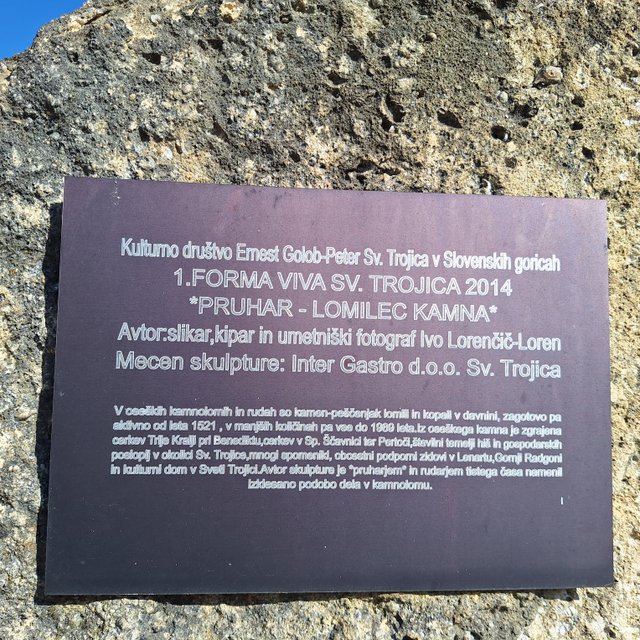 Kulturno društvo Ernest Golob-Peter Sv. Trojica v Slovenskih goricah
1.FORMA VIVA SV. TROJICA 2014
*PRUHAR - LOMILEC KAMNA*
Avtor:slikar,kipar in umetniški fotograf Ivo Lorenčič-Loren
Mecen skulpture: Inter Gastro d.o.o. Sv. Trojica
V oseških kamnolomih in rudah so kamen-peščenjak lomili in kopali v davnini, zagotovo pa
aktivno od leta 1521 , v manjših količinah pa vse do 1969 leta.Iz oseškega kamna je zgrajena
cerkev Trije Kralji pri Benediktu,cerkev v Sp. Ščavnici ter Pertoči,številni temelji hiš in gospodarskih
poslopij v okolici Sv. Trojice,mnogi spomeniki, obcestni podporni zidovi v Lenartu,Gornji Radgoni
in kulturni dom v Sveti Trojici.Avtor skulpture je "pruharjem" in rudarjem tistega časa namenil
izklesano podobo dela v kamnolomu.